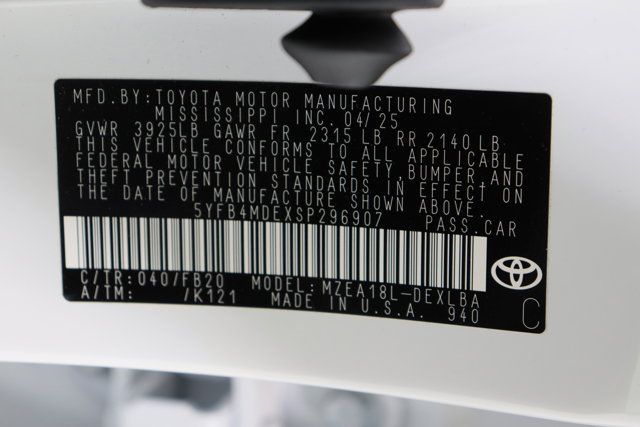 MFD.BY:TOYOTA MOTOR MANUFACTURING
MISSISSIPPI INC. 04/25
GVWR 3925LB GAWR FR 2315 LB RR 2140 LB
THIS VEHICLE CONFORMS TO ALL APPLICABLE
FEDERAL MOTOR VEHICLE SAFETY, BUMPER, AND
THEFT PREVENTION STANDARDS IN EFFECT ON
THE DATE OF MANUFACTURE SHOWN ABOVE.
5YFB4MDEXSP296907 PASS.CAR
C/TR: 040/FB20 MODEL: MZEA18L-DEXLBA
A/TM: /K121 MADE IN U.S.A. 940
C